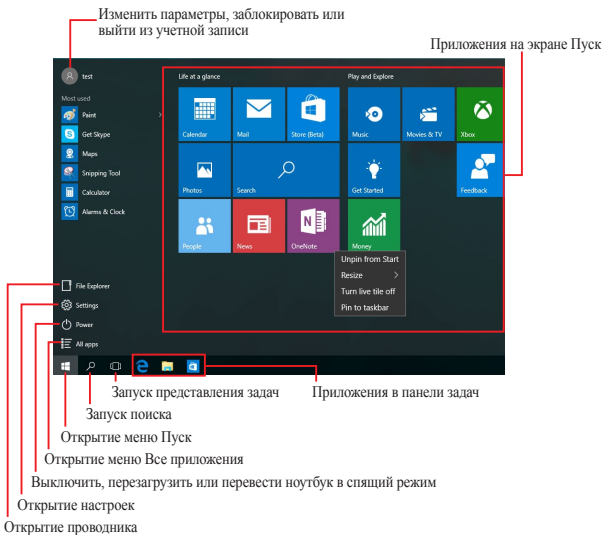 Изменить параметры, заблокировать или
выйти из учетной записи
Приложения на экране Пуск
test
Life at a glance
Play and Explore
Most used
Paint
Get Skype
Maps
Snipping Tool
Calculator
Alarms & Clock
Calendar
Mail
Store (Beta)
Music
Movies & TV
Xbox
Photos
Search
Get Started
Feedback
People
News
OneNote
Money
Unpin from Start
Resize
Turn live tile off
Pin to taskbar
File Explorer
Settings
Power
All apps
Запуск представления задач
Приложения в панели задач
Запуск поиска
Открытие меню Пуск
Открытие меню Все приложения
Выключить, перезагрузить или перевести ноутбук в спящий режим
Открытие настроек
Открытие проводника